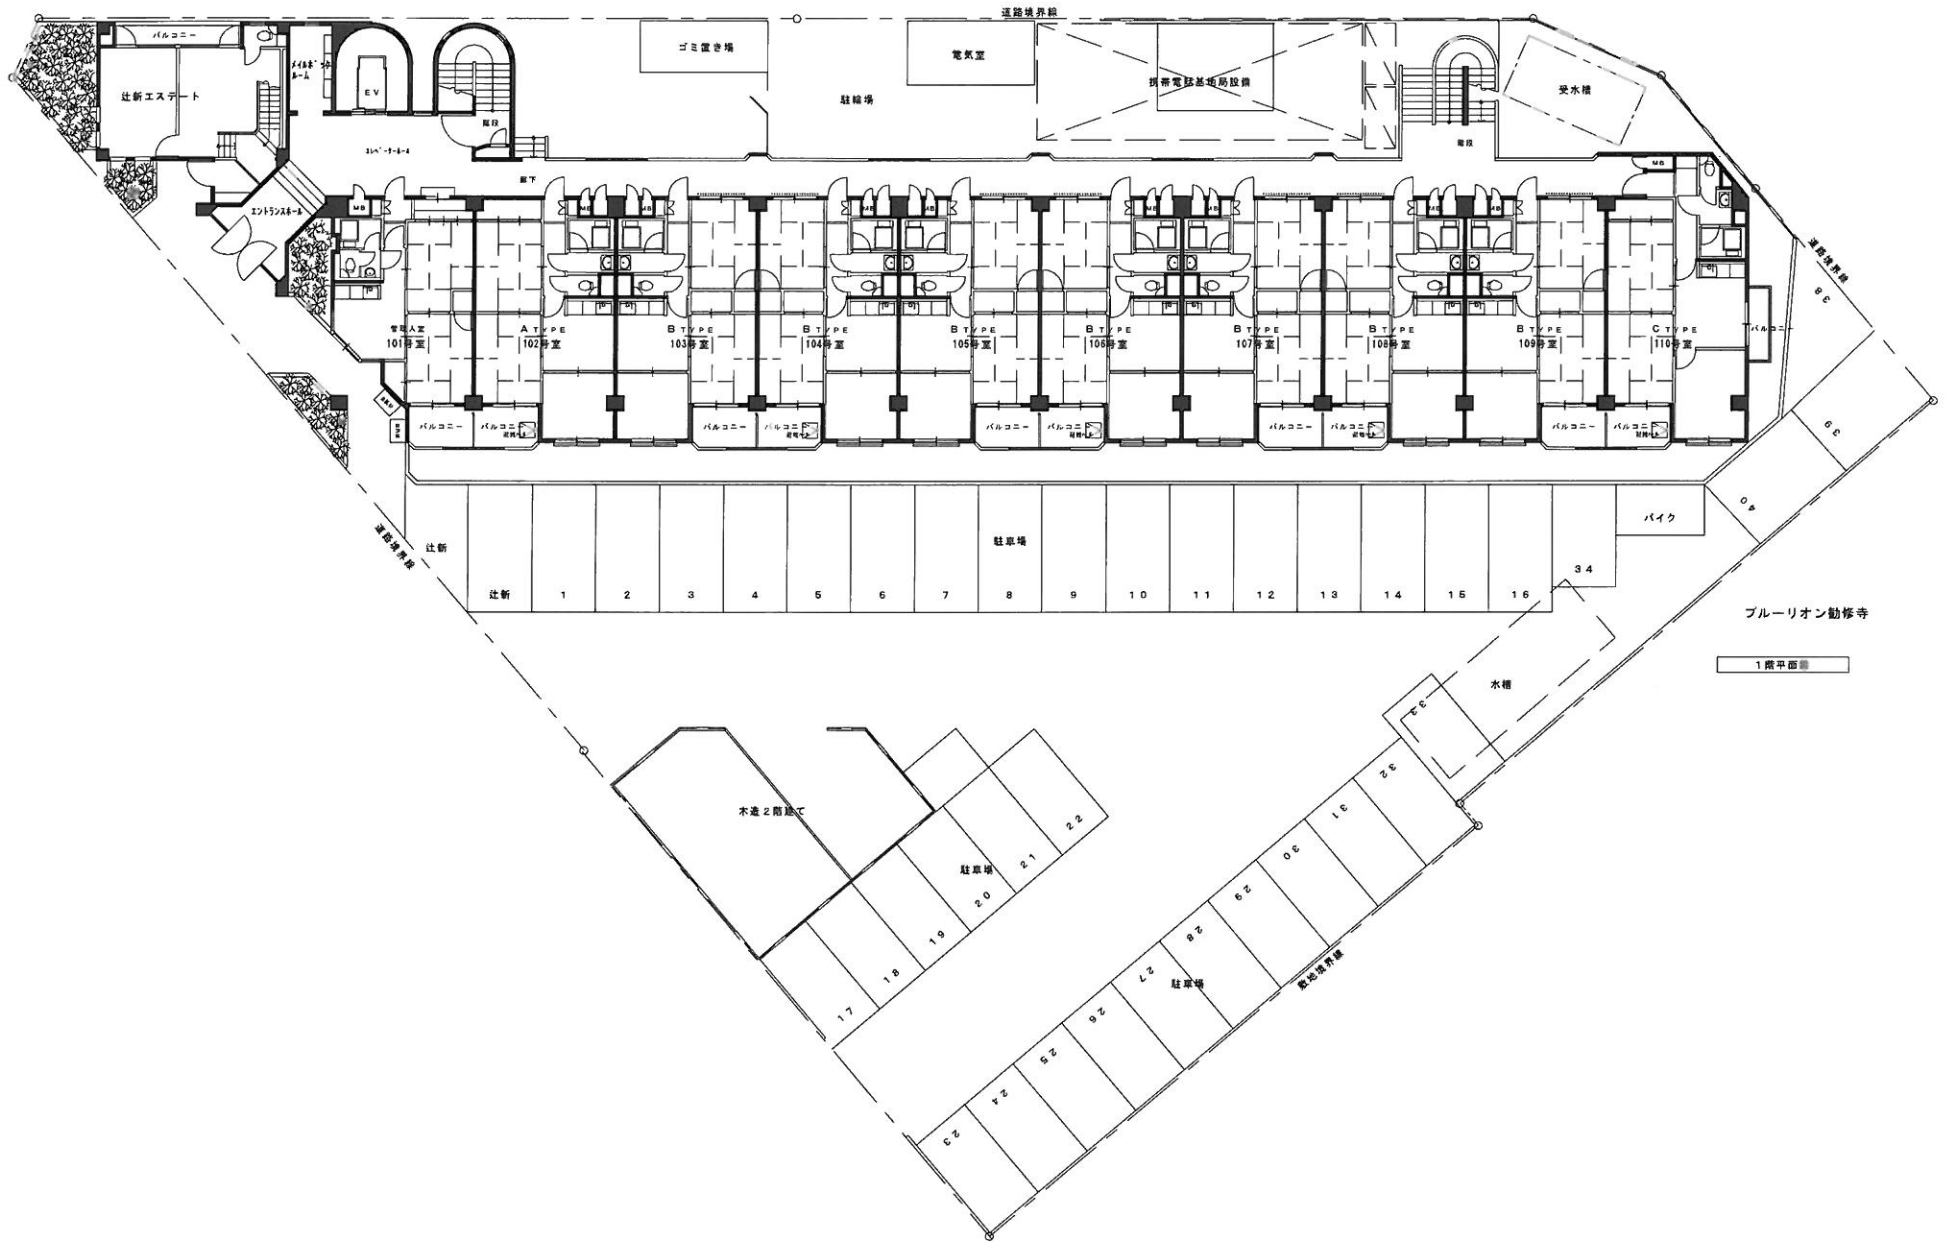 道路境界線
バルコニー
メイルボックスルーム
EV
階段
ゴミ置き場
電気室
携帯電話基地局設備
駐輪場
受水槽
階段
辻新エステート
エレベーターホール
廊下
エントランスホール
MB
MB
MB
MB
MB
MB
MB
MB
MB
MB
道路境界線
管理人室
101号室
A TYPE
102号室
B TYPE
103号室
B TYPE
104号室
B TYPE
105号室
B TYPE
106号室
B TYPE
107号室
B TYPE
108号室
B TYPE
109号室
C TYPE
110号室
バルコニー
バルコニー
バルコニー
バルコニー
バルコニー
バルコニー
バルコニー
バルコニー
バルコニー
バルコニー
バルコニー
38
39
40
道路境界線
辻新
辻新
駐車場
1
2
3
4
5
6
7
8
9
10
11
12
13
14
15
16
34
バイク
ブルーリオン勧修寺
1階平面図
水槽
33
32
31
30
29
28
27
26
25
24
23
駐車場
敷地境界線
木造2階建て
駐車場
22
21
20
19
18
17